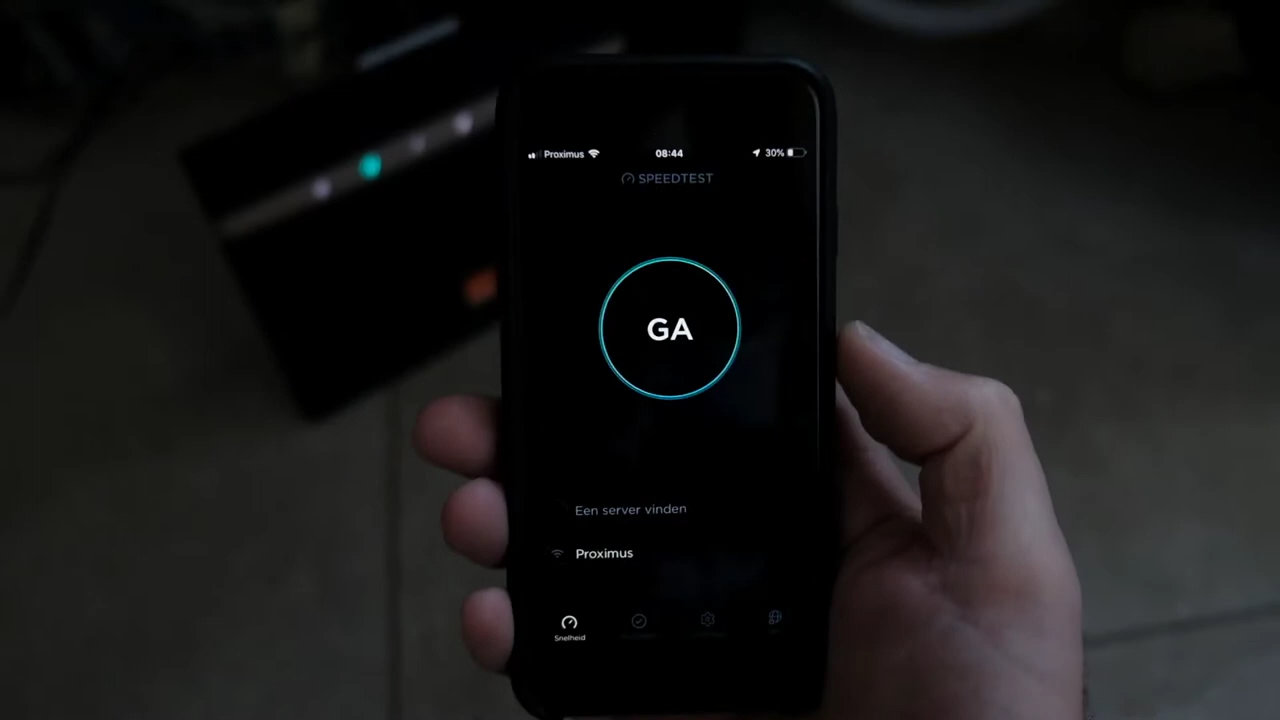 Proximus 08:44 30%
SPEEDTEST
GA
Een server vinden
Proximus
Snelheid